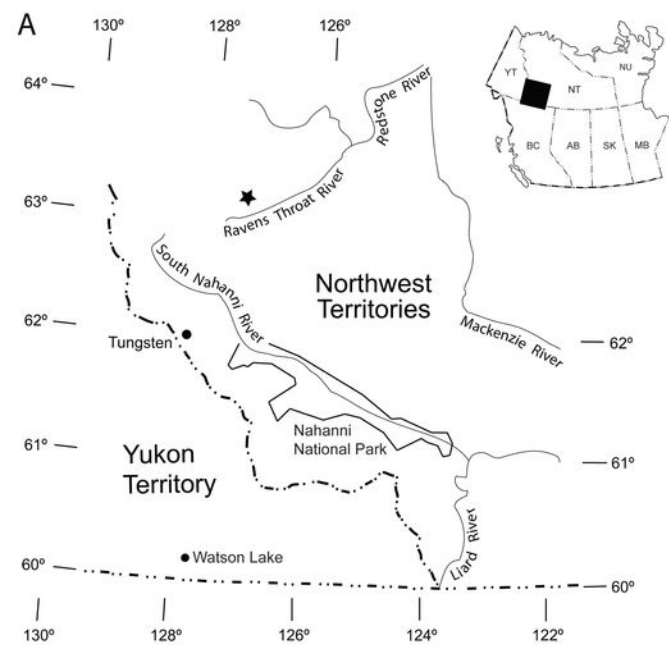 A
130º
128º
126º
64º
63º
62º
61º
60º
YT
NU
NT
BC
AB
SK
MB
Redstone River
Ravens Throat River
South Nahanni River
Northwest
Territories
Mackenzie River
62º
Tungsten
Nahanni
National Park
Yukon
Territory
61º
Watson Lake
Liard River
60º
130º
128º
126º
124º
122º